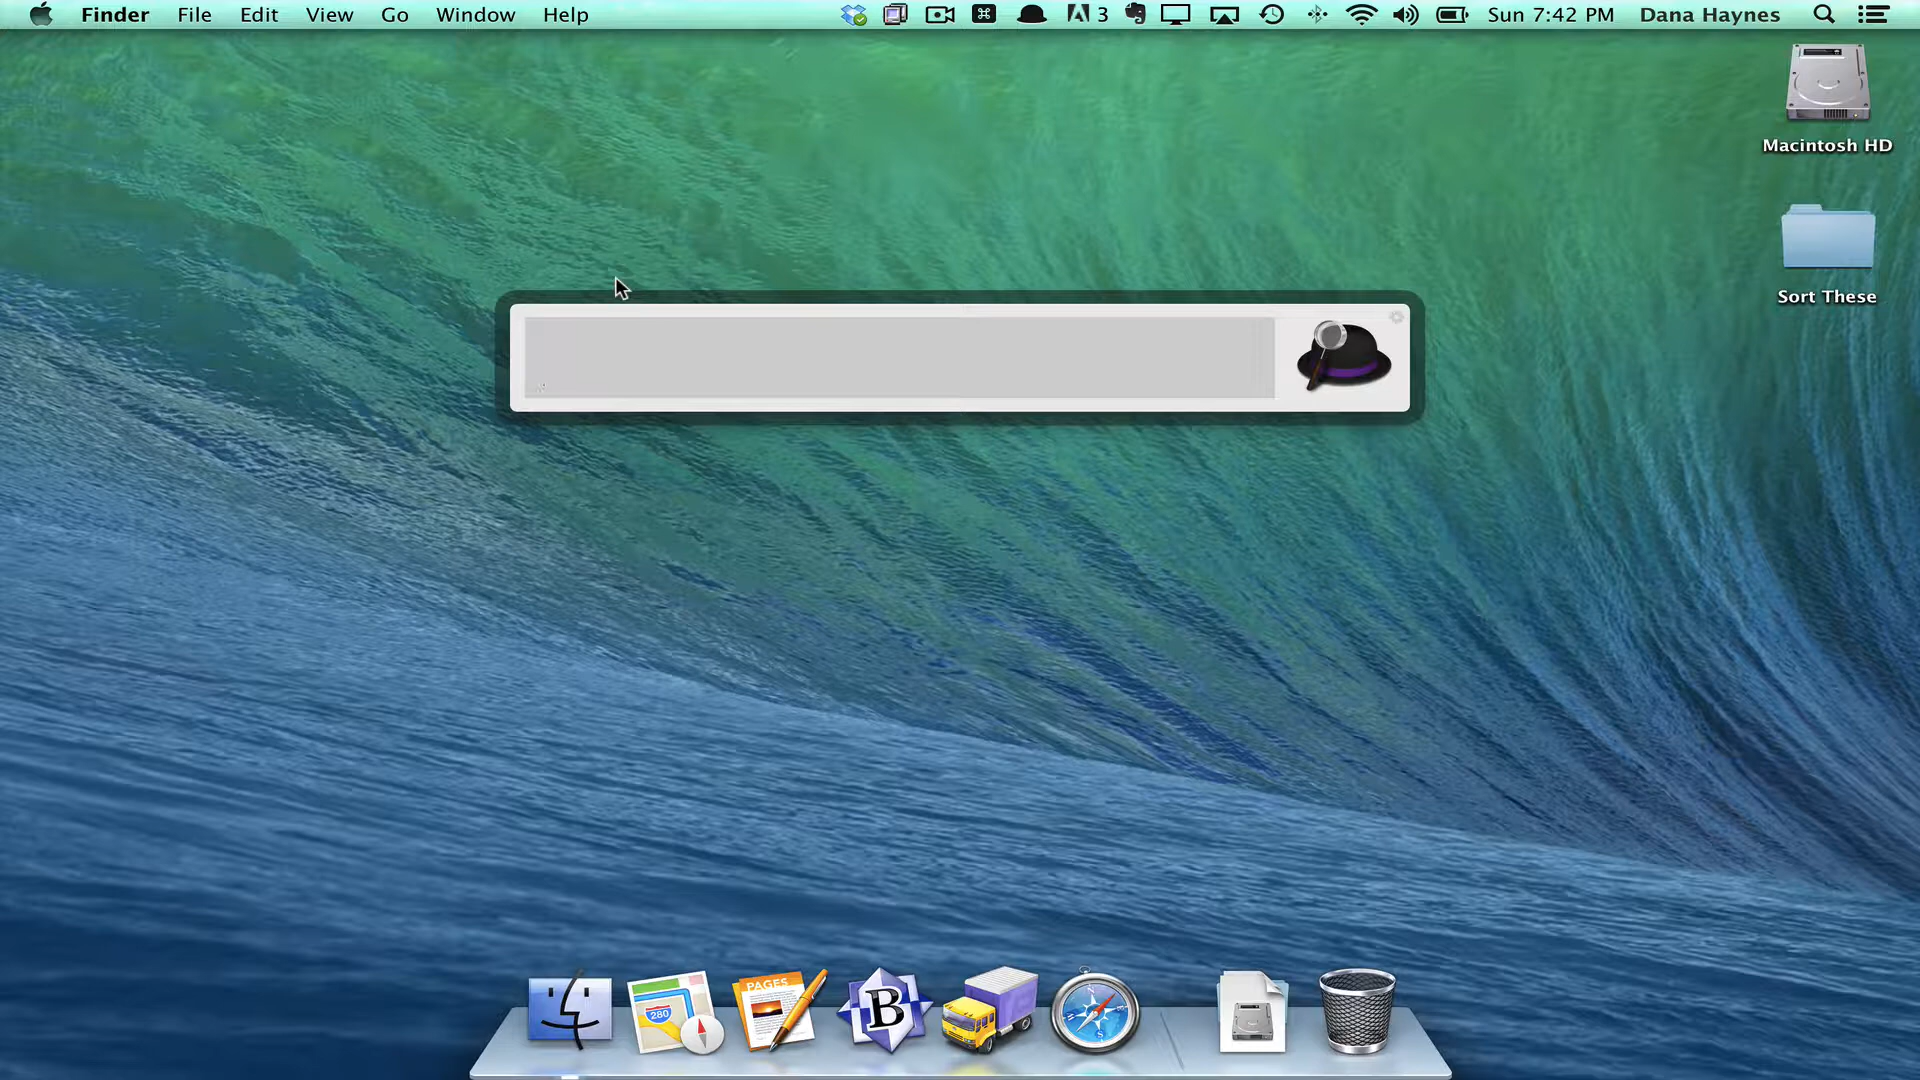 Finder File Edit View Go Window Help 3 Sun 7:42 PM Dana Haynes
Macintosh HD
Sort These
280
PAGES
B